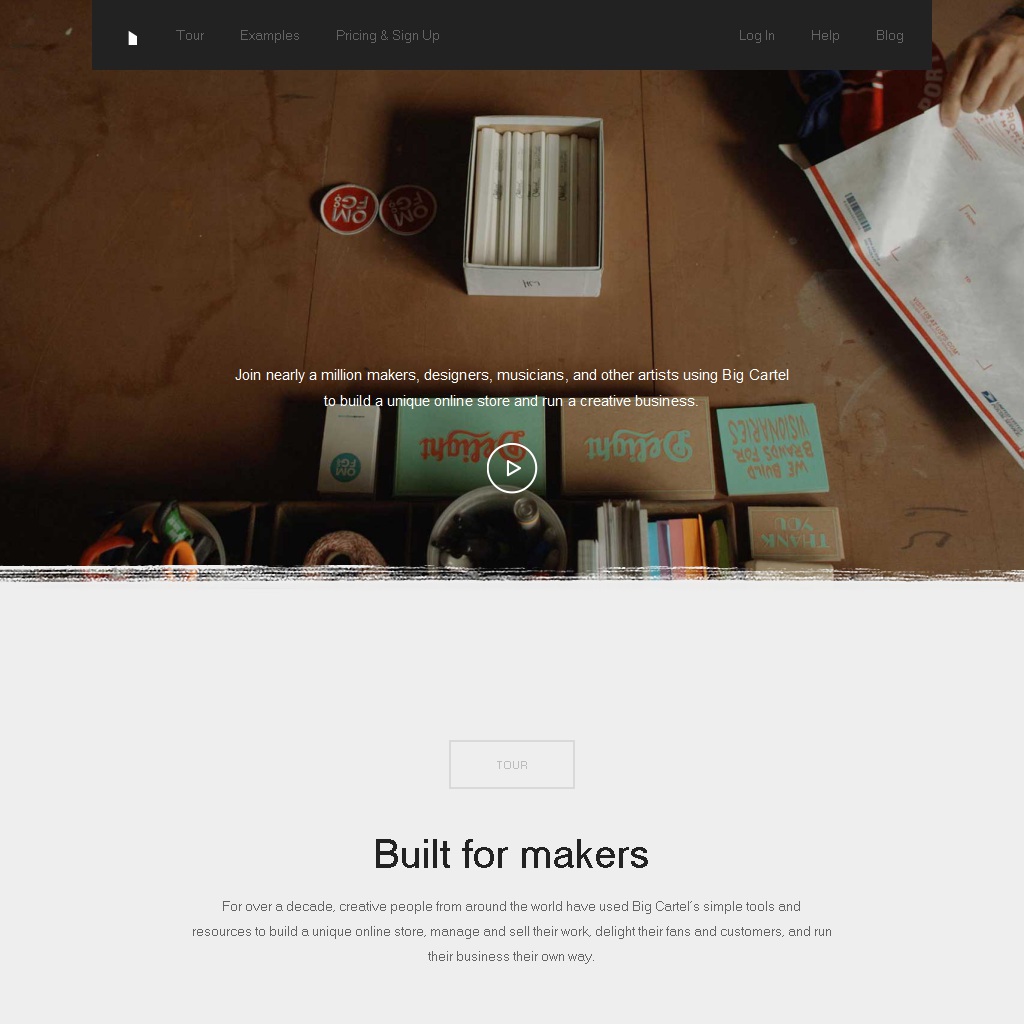 Tour Examples Pricing & Sign Up Log In Help Blog
PORT
OMFG
OMFG
Join nearly a million makers, designers, musicians, and other artists using Big Cartel
to build a unique online store and run a creative business.
Delight
Delight
WE BUILD
BRANDS FOR
VISIONARIES
OMFG
THANK
YOU
TOUR
Built for makers
For over a decade, creative people from around the world have used Big Cartel's simple tools and
resources to build a unique online store, manage and sell their work, delight their fans and customers, and run
their business their own way.